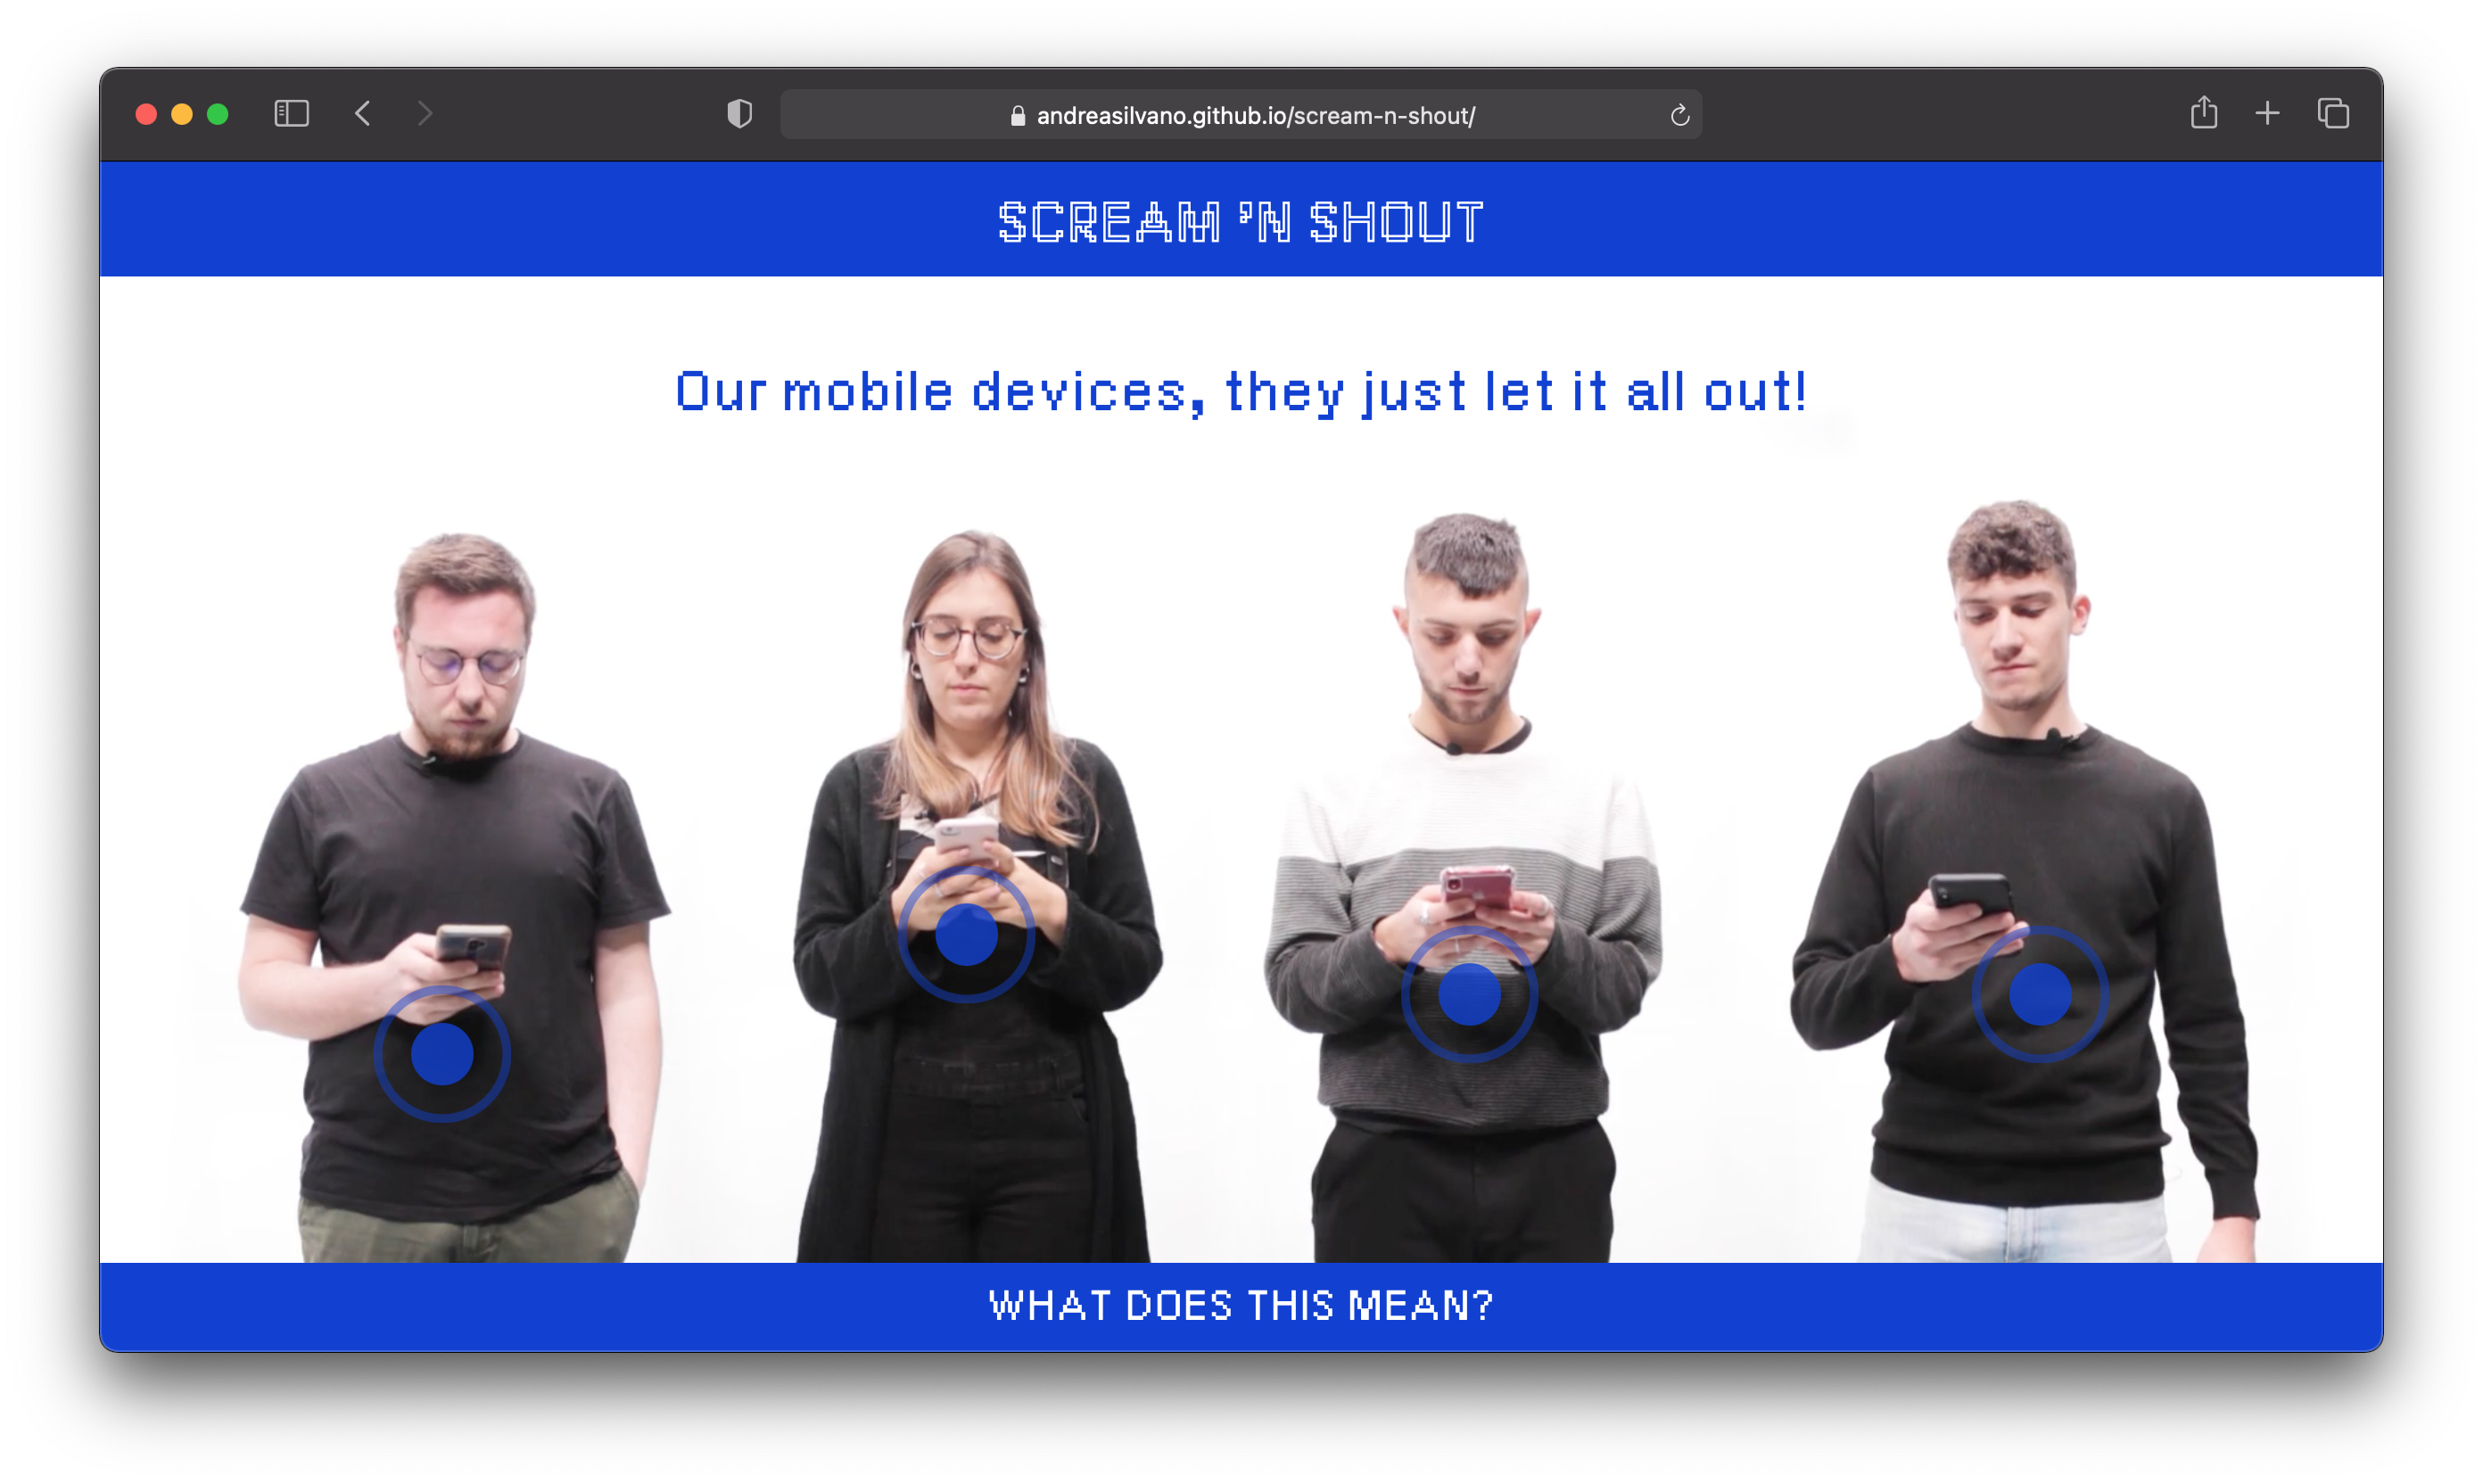 andreasilvano.github.io/scream-n-shout/
SCREAM 'N SHOUT
Our mobile devices, they just let it all out!
WHAT DOES THIS MEAN?